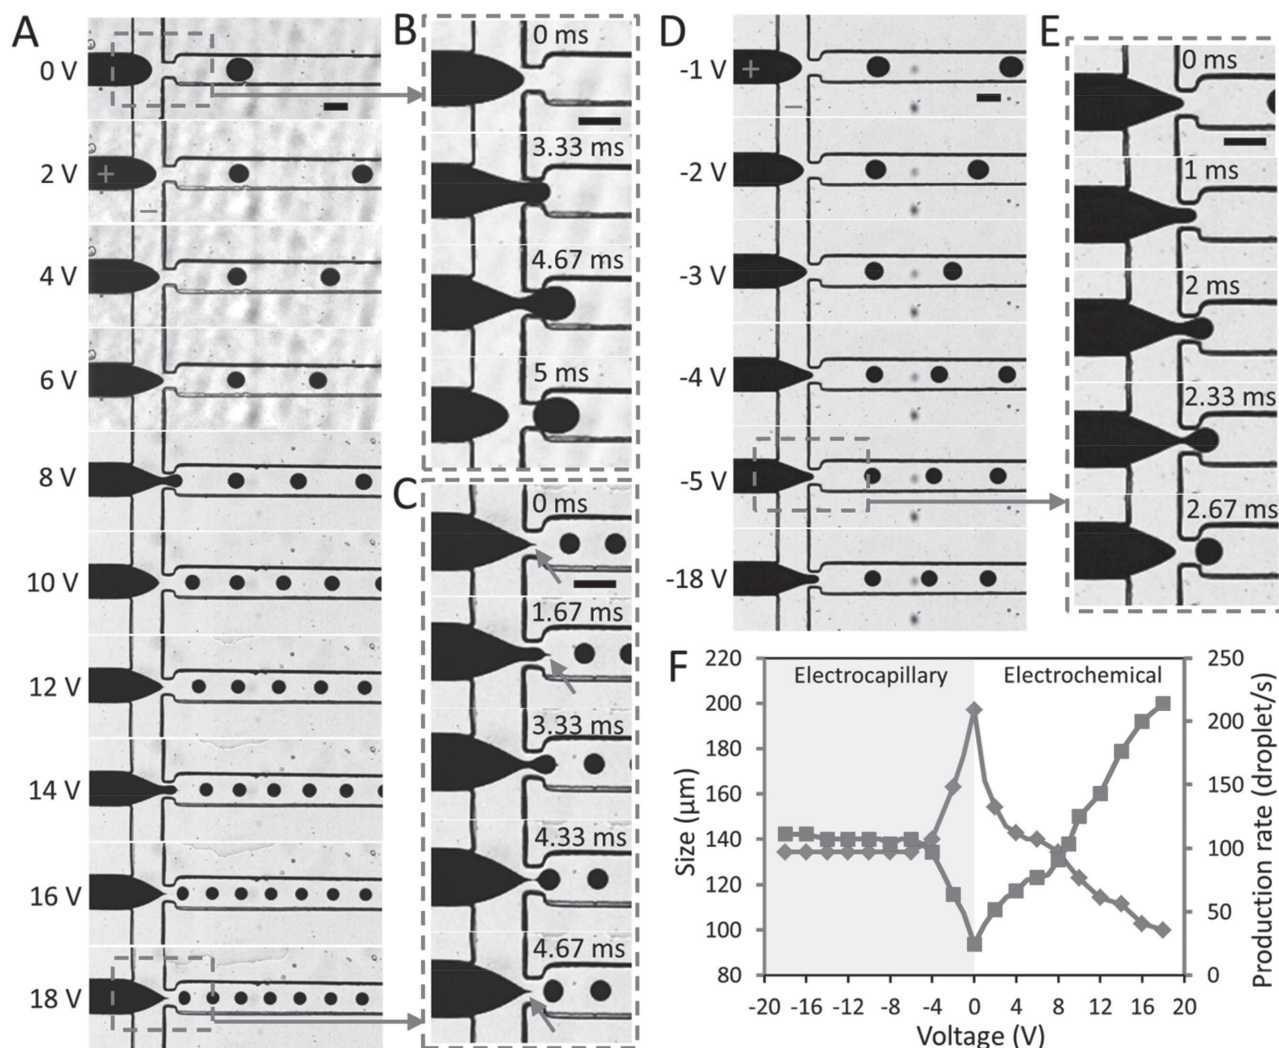 A
0 V
+
2 V
−
4 V
6 V
8 V
10 V
12 V
14 V
16 V
18 V
B
0 ms
3.33 ms
4.67 ms
5 ms
C
0 ms
1.67 ms
3.33 ms
4.33 ms
4.67 ms
D
-1 V
+
−
-2 V
-3 V
-4 V
-5 V
-18 V
E
0 ms
1 ms
2 ms
2.33 ms
2.67 ms
F
Electrocapillary
Electrochemical
Size (μm)
220
200
180
160
140
120
100
80
Production rate (droplet/s)
250
200
150
100
50
0
-20 -16 -12 -8 -4 0 4 8 12 16 20
Voltage (V)